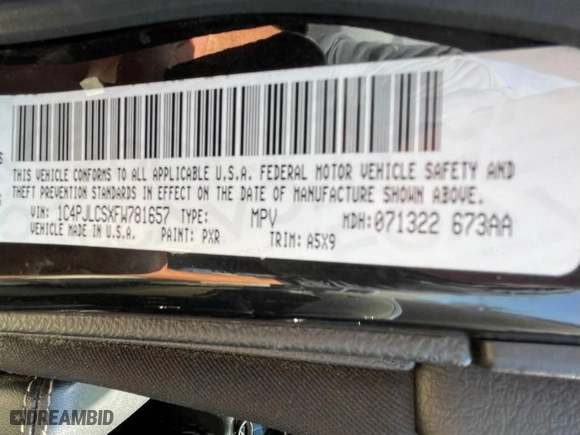 THIS VEHICLE CONFORMS TO ALL APPLICABLE U.S.A. FEDERAL MOTOR VEHICLE SAFETY AND
THEFT PREVENTION STANDARDS IN EFFECT ON THE DATE OF MANUFACTURE SHOWN ABOVE.
VIN: 1C4PJLCSXFW781657 TYPE: MPV MDH: 071322 673AA
VEHICLE MADE IN U.S.A. PAINT: PXR TRIM: A5X9
DREAMBID